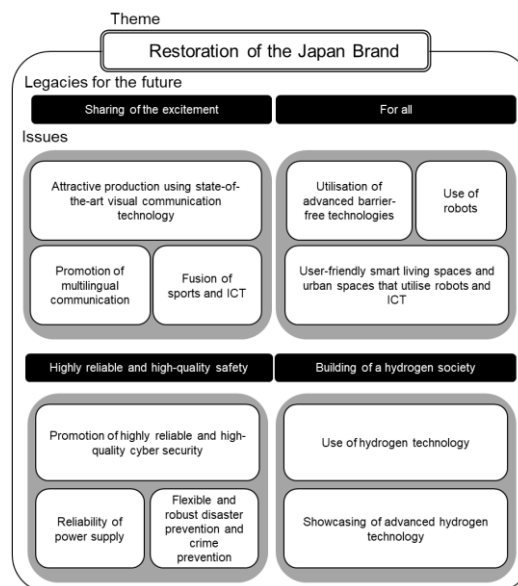 Theme
Restoration of the Japan Brand
Legacies for the future
Sharing of the excitement
For all
Issues
Attractive production using state-of-
the-art visual communication
technology
Promotion of
multilingual
communication
Fusion of
sports and ICT
Utilisation of
advanced barrier-
free technologies
Use of
robots
User-friendly smart living spaces and
urban spaces that utilise robots and
ICT
Highly reliable and high-quality safety
Building of a hydrogen society
Promotion of highly reliable and high-
quality cyber security
Reliability of
power supply
Flexible and
robust disaster
prevention and
crime
prevention
Use of hydrogen technology
Showcasing of advanced hydrogen
technology